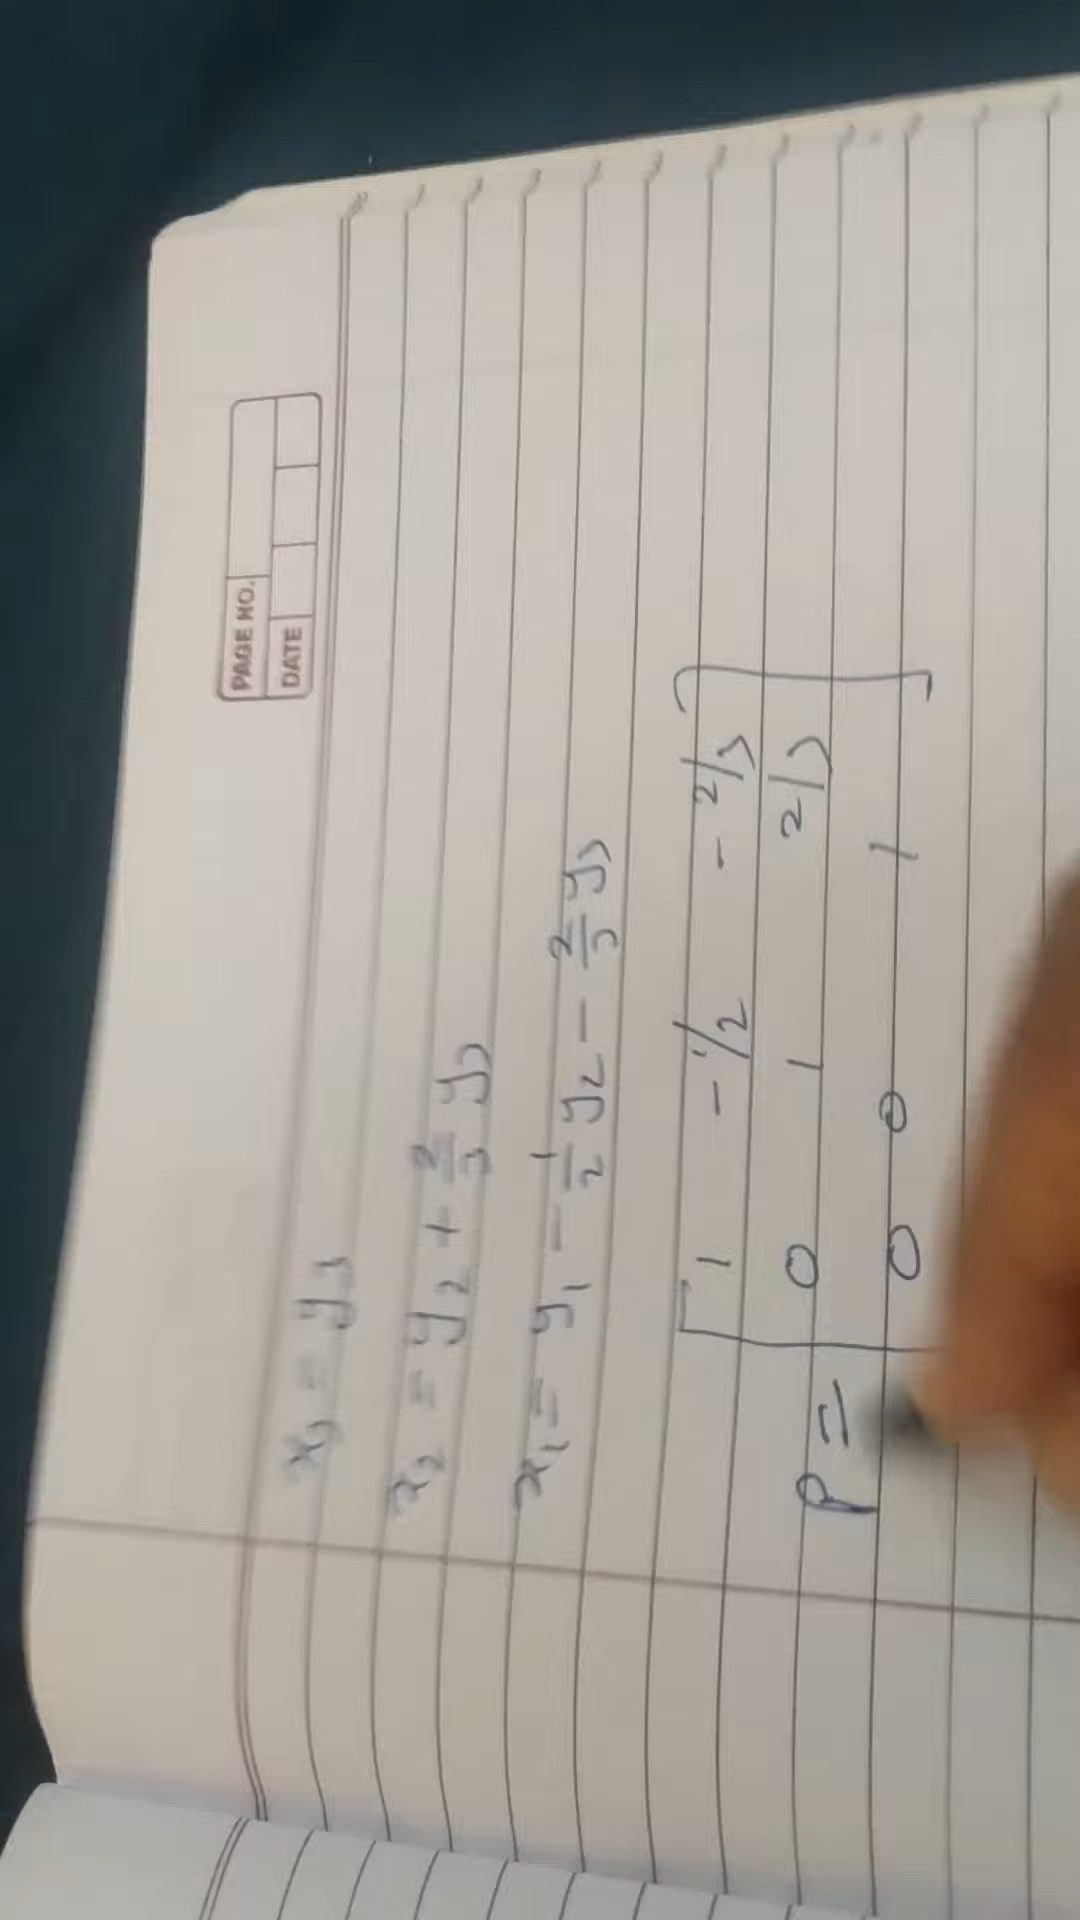 PAGE NO.
DATE
x₃ = y₃
x₂ = y₂ + 2/3 y₃
x₁ = y₁ - 1/2 y₂ - 2/3 y₃
P = [ 1 -1/2 -2/3
0 1 2/3
0 0 1 ]